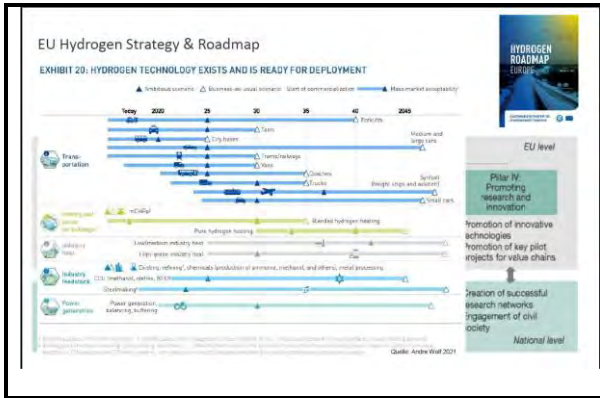 EU Hydrogen Strategy & Roadmap
EXHIBIT 20: HYDROGEN TECHNOLOGY EXISTS AND IS READY FOR DEPLOYMENT
HYDROGEN
ROADMAP
EUROPE
Ambitious scenario Business-as-usual scenario Start of commercialization Mass market acceptability
Today 2020 25 30 35 40 2045
Forklifts
Taxis
City buses
Medium and
large cars
Trans-
portation
Trams/railways
Vans
Coaches
Trucks
Synfuel
(freight ships and aviation)
Small cars
mCHPs
Blended hydrogen heating
Pure hydrogen heating
Industry
heat
Low/medium industry heat
High-grade industry heat
Industry
feedstock
chemicals (production of ammonia, methanol, and others), metal processing
Steelmaking
Power
generation
Power generation,
balancing, buffering
EU level
Pillar IV:
Promoting
research and
innovation
Promotion of innovative
technologies
Promotion of key pilot
projects for value chains
Creation of successful
research networks
Engagement of civil
society
National level
Quelle: Andre Wolf 2021